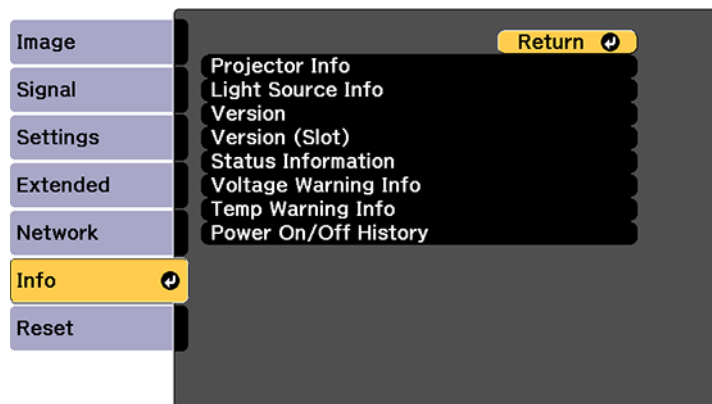 Image
Signal
Settings
Extended
Network
Info
Reset
Return
Projector Info
Light Source Info
Version
Version (Slot)
Status Information
Voltage Warning Info
Temp Warning Info
Power On/Off History